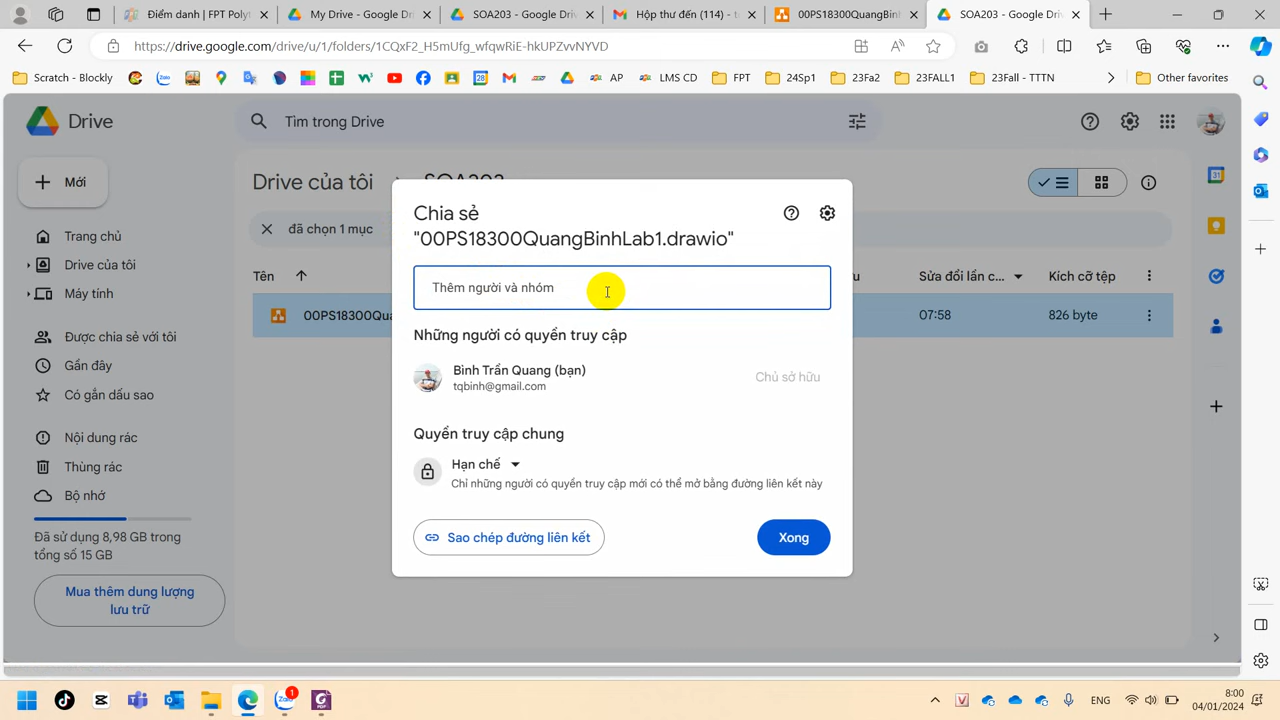 Điểm danh | FPT Polyt
My Drive - Google Dri
SOA203 - Google Driv
Hộp thư đến (114) - t
00PS18300QuangBinh
SOA203 - Google Driv
https://drive.google.com/drive/u/1/folders/1CQxF2_H5mUfg_wfqwRiE-hkUPZvvNYVD
Scratch - Blockly
AP
LMS CD
FPT
24Sp1
23Fa2
23FALL1
23Fall - TTTN
Other favorites
Drive
Tìm trong Drive
Mới
Drive của tôi
SOA203
Chia sẻ
"00PS18300QuangBinhLab1.drawio"
đã chọn 1 mục
Trang chủ
Drive của tôi
Máy tính
Tên
Thêm người và nhóm
Sửa đổi lần c...
Kích cỡ tệp
00PS18300Qua
07:58
826 byte
Những người có quyền truy cập
Được chia sẻ với tôi
Gần đây
Có gắn dấu sao
Bình Trần Quang (bạn)
tqbinh@gmail.com
Chủ sở hữu
Nội dung rác
Thùng rác
Bộ nhớ
Quyền truy cập chung
Hạn chế
Chỉ những người có quyền truy cập mới có thể mở bằng đường liên kết này
Đã sử dụng 8,98 GB trong
tổng số 15 GB
Sao chép đường liên kết
Xong
Mua thêm dung lượng
lưu trữ
ENG
8:00
04/01/2024